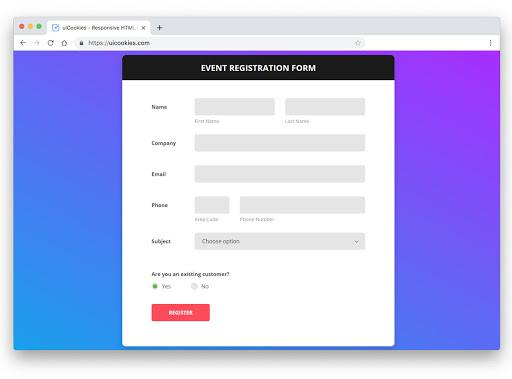 uiCookies - Responsive HTML
https://uicookies.com
EVENT REGISTRATION FORM
Name
First Name Last Name
Company
Email
Phone
Area Code Phone Number
Subject Choose option
Are you an existing customer?
Yes No
REGISTER